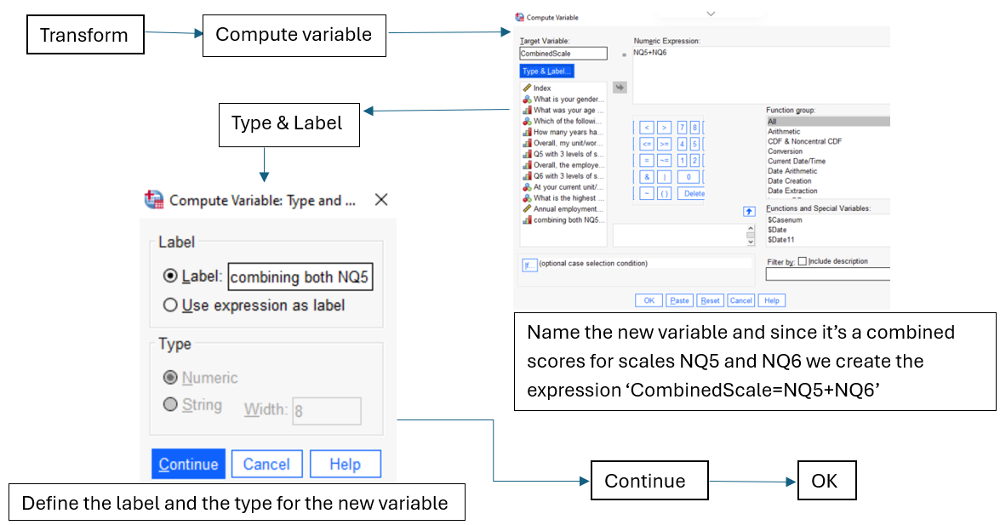 Transform
Compute variable
Compute Variable
Target Variable:
CombinedScale
=
Numeric Expression:
NQ5+NQ6
Type & Label...
Index
What is your gender...
What was your age ...
Which of the followi...
How many years ha...
Overall, my unit/wor...
Q5 with 3 levels of s...
Overall, the employe...
Q6 with 3 levels of s...
At your current unit/...
What is the highest ...
Annual employment...
combining both NQ5...
< > 7 8
<= >= 4 5
= ~= 1 2
& | 0
~ ( ) Delete
Function group:
All
Arithmetic
CDF & Noncentral CDF
Conversion
Current Date/Time
Date Arithmetic
Date Creation
Date Extraction
Functions and Special Variables:
$Casenum
$Date
$Date11
If... (optional case selection condition)
Filter by: Include description
OK Paste Reset Cancel Help
Name the new variable and since it’s a combined
scores for scales NQ5 and NQ6 we create the
expression ‘CombinedScale=NQ5+NQ6’
Type & Label
Compute Variable: Type and ...
Label
Label: combining both NQ5
Use expression as label
Type
Numeric
String Width: 8
Continue Cancel Help
Define the label and the type for the new variable
Continue
OK